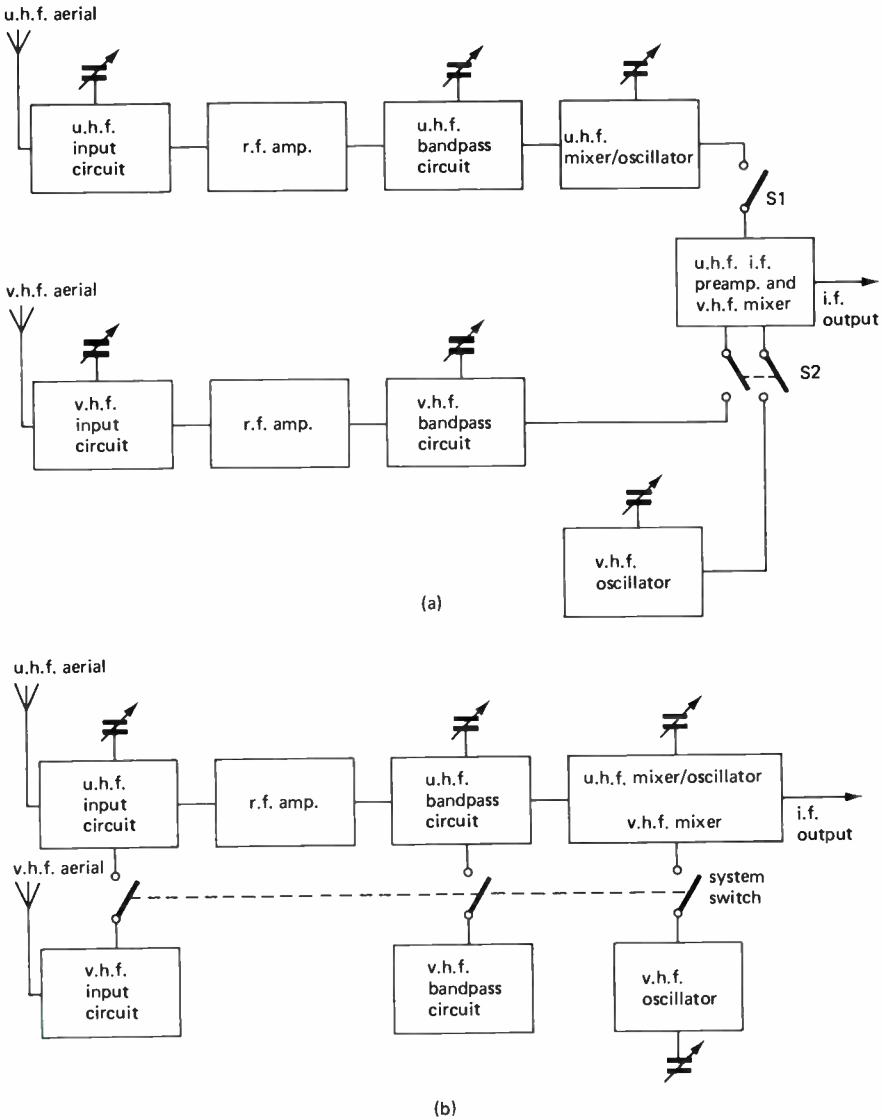 u.h.f. aerial
u.h.f.
input
circuit
r.f. amp.
u.h.f.
bandpass
circuit
u.h.f.
mixer/oscillator
S1
u.h.f. i.f.
preamp. and
v.h.f. mixer
i.f.
output
v.h.f. aerial
v.h.f.
input
circuit
r.f. amp.
v.h.f.
bandpass
circuit
S2
v.h.f.
oscillator
(a)
u.h.f. aerial
u.h.f.
input
circuit
r.f. amp.
u.h.f.
bandpass
circuit
u.h.f. mixer/oscillator
v.h.f. mixer
i.f.
output
v.h.f. aerial
system
switch
v.h.f.
input
circuit
v.h.f.
bandpass
circuit
v.h.f.
oscillator
(b)